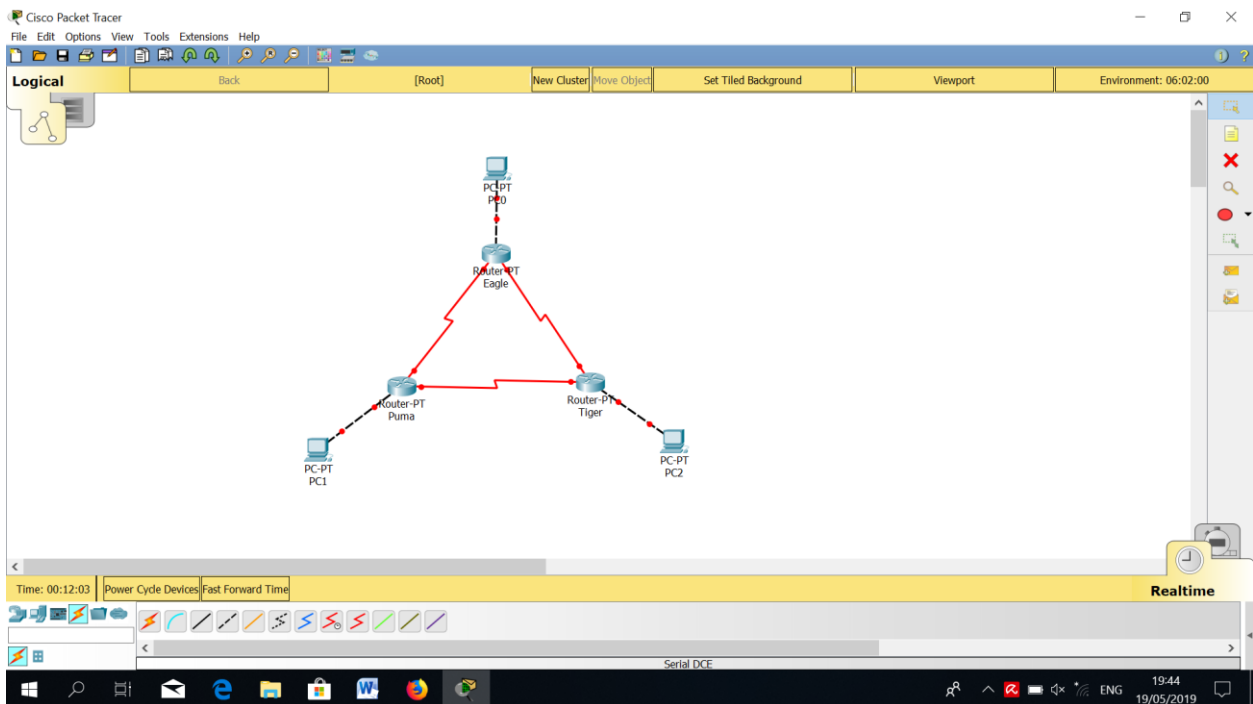 Cisco Packet Tracer
File Edit Options View Tools Extensions Help
Logical Back [Root] New Cluster Move Object Set Tiled Background Viewport Environment: 06:02:00
PC-PT
PC0
Router-PT
Eagle
Router-PT
Puma
Router-PT
Tiger
PC-PT
PC1
PC-PT
PC2
Time: 00:12:03 Power Cycle Devices Fast Forward Time Realtime
Serial DCE
ENG 19:44
19/05/2019